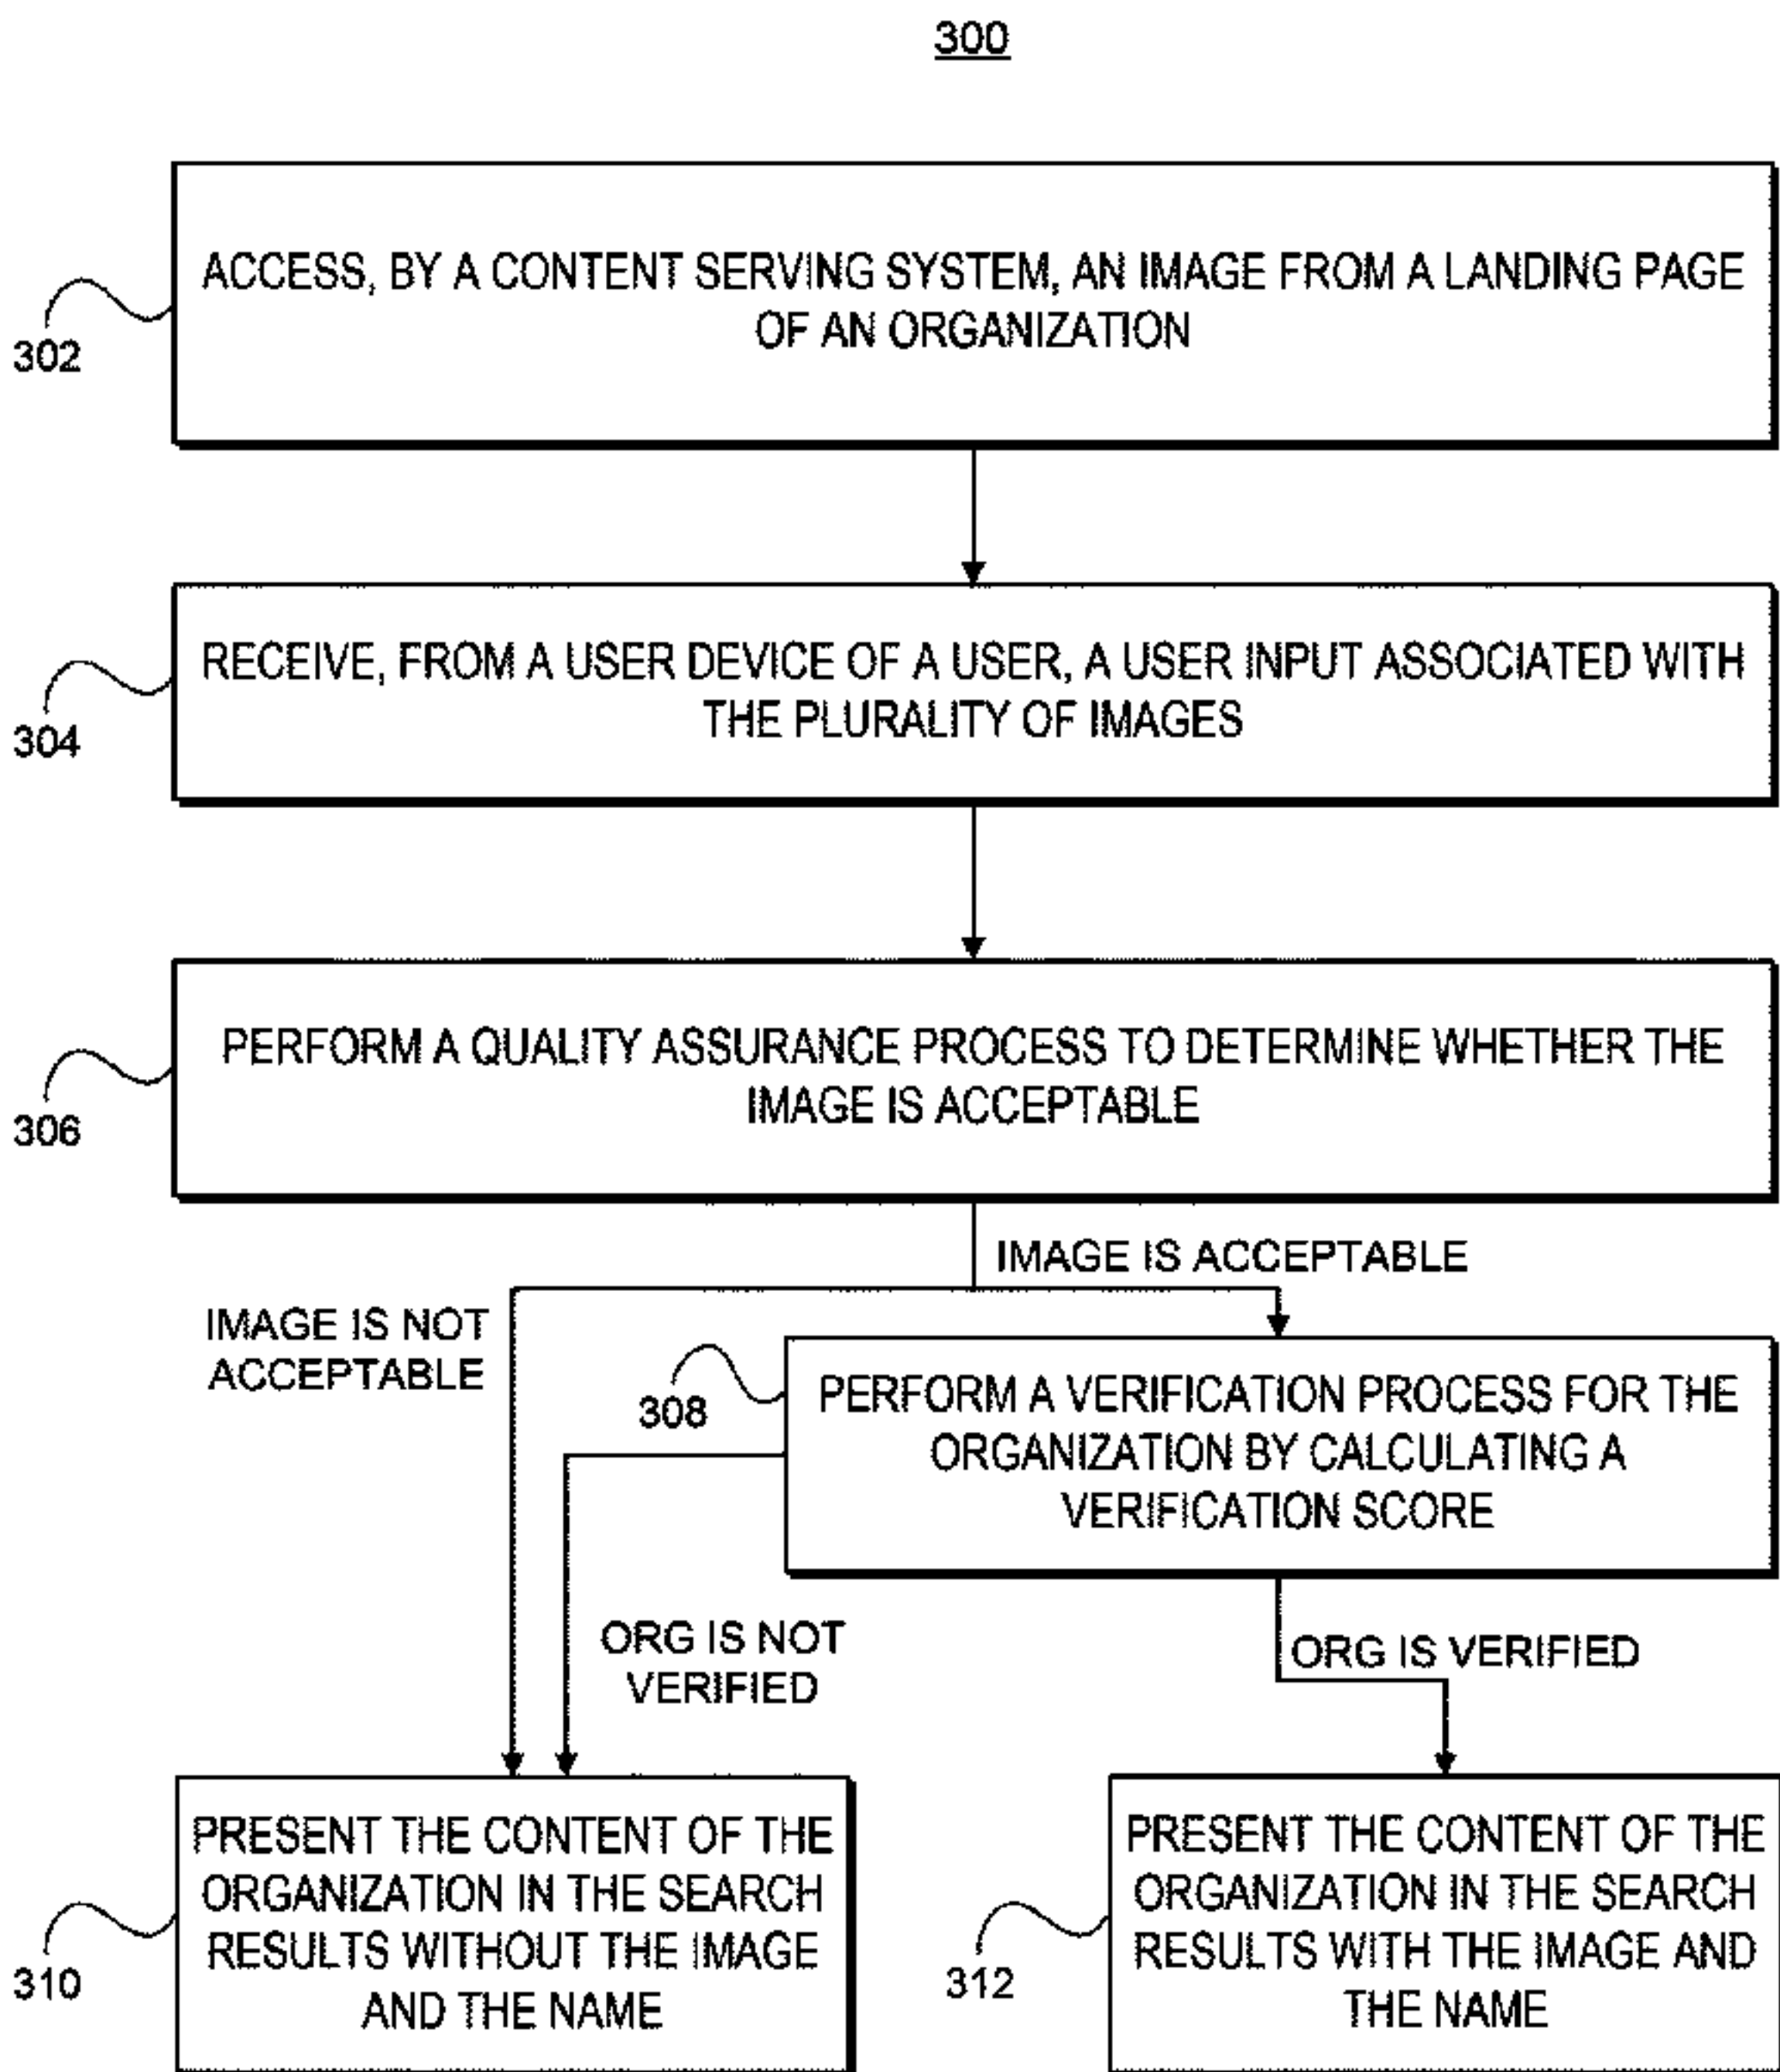 300
ACCESS, BY A CONTENT SERVING SYSTEM, AN IMAGE FROM A LANDING PAGE
OF AN ORGANIZATION
302
RECEIVE, FROM A USER DEVICE OF A USER, A USER INPUT ASSOCIATED WITH
THE PLURALITY OF IMAGES
304
PERFORM A QUALITY ASSURANCE PROCESS TO DETERMINE WHETHER THE
IMAGE IS ACCEPTABLE
306
IMAGE IS ACCEPTABLE
IMAGE IS NOT
ACCEPTABLE
308
PERFORM A VERIFICATION PROCESS FOR THE
ORGANIZATION BY CALCULATING A
VERIFICATION SCORE
ORG IS NOT
VERIFIED
ORG IS VERIFIED
PRESENT THE CONTENT OF THE
ORGANIZATION IN THE SEARCH
RESULTS WITHOUT THE IMAGE
AND THE NAME
310
PRESENT THE CONTENT OF THE
ORGANIZATION IN THE SEARCH
RESULTS WITH THE IMAGE AND
THE NAME
312